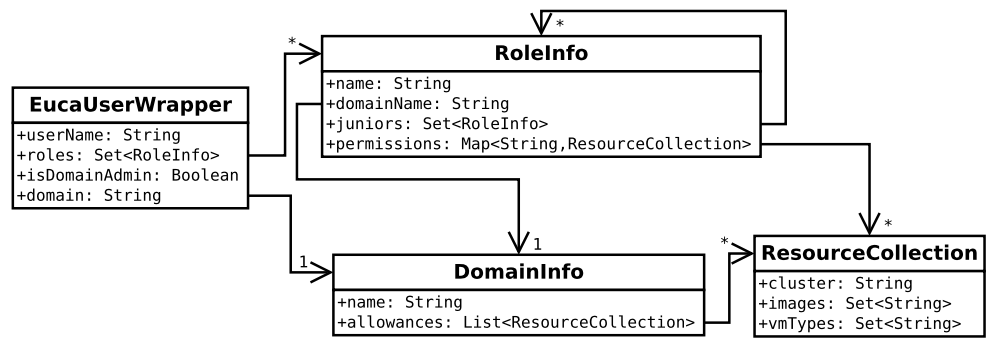 *
RoleInfo
+name: String
+domainName: String
+juniors: Set<RoleInfo>
+permissions: Map<String,ResourceCollection>
*
EucaUserWrapper
+userName: String
+roles: Set<RoleInfo>
+isDomainAdmin: Boolean
+domain: String
1
1
DomainInfo
+name: String
+allowances: List<ResourceCollection>
*
*
ResourceCollection
+cluster: String
+images: Set<String>
+vmTypes: Set<String>